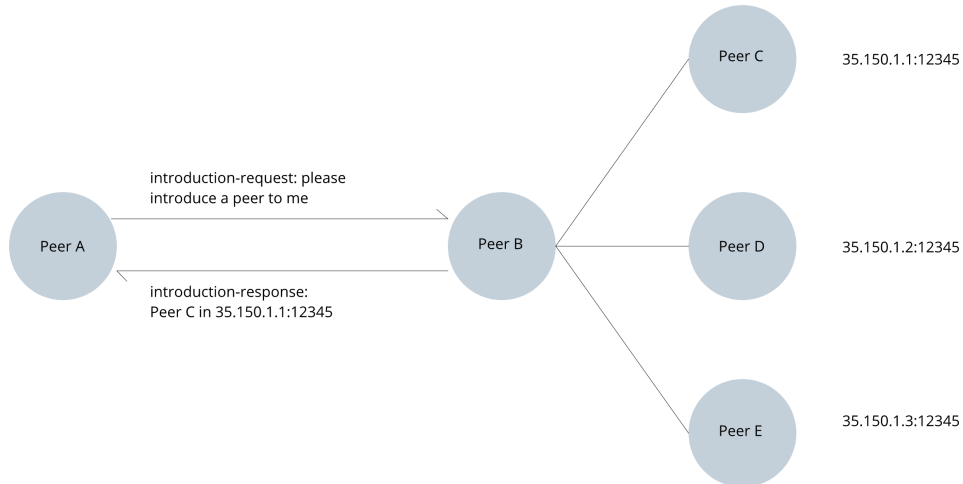 Peer C
35.150.1.1:12345
introduction-request: please
introduce a peer to me
Peer A
Peer B
Peer D
35.150.1.2:12345
introduction-response:
Peer C in 35.150.1.1:12345
Peer E
35.150.1.3:12345